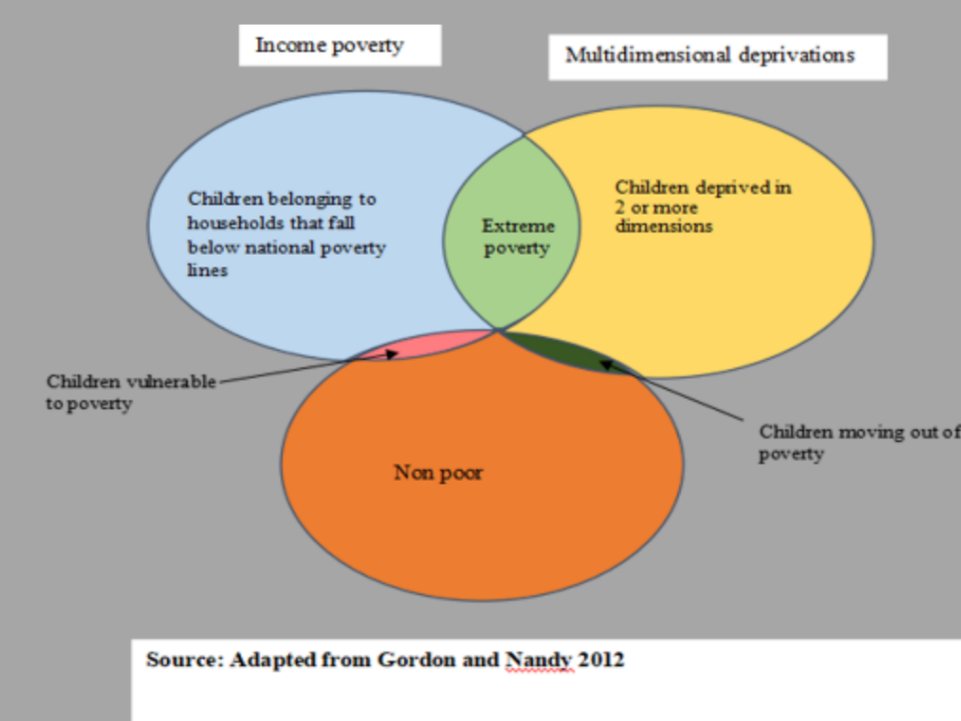 Income poverty
Multidimensional deprivations
Children belonging to
households that fall
below national poverty
lines
Extreme
poverty
Children deprived in
2 or more
dimensions
Children vulnerable
to poverty
Children moving out of
poverty
Non poor
Source: Adapted from Gordon and Nandy 2012